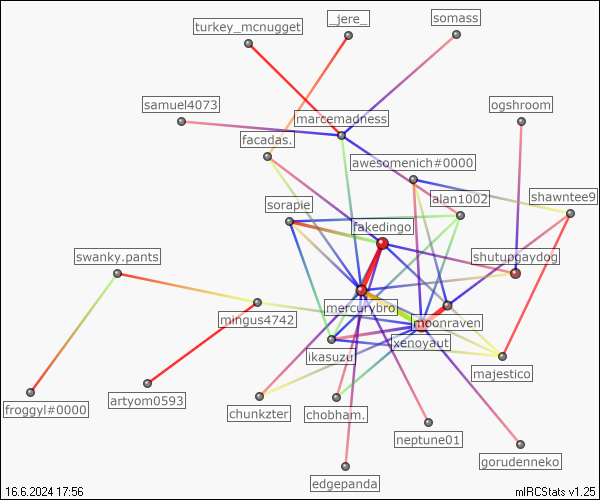 turkey_mcnugget
_jere_
somass
samuel4073
ogshroom
marcemadness
facadas.
awesomenich#0000
alan1002
shawntee9
sorapie
fakedingo
swanky.pants
shutupgaydog
mercurybro
mingus4742
moonraven
xenoyaut
ikasuzu
majestico
artyom0593
froggyl#0000
chunkzter
chobham.
neptune01
gorudenneko
edgepanda
16.6.2024 17:56
mIRCStats v1.25